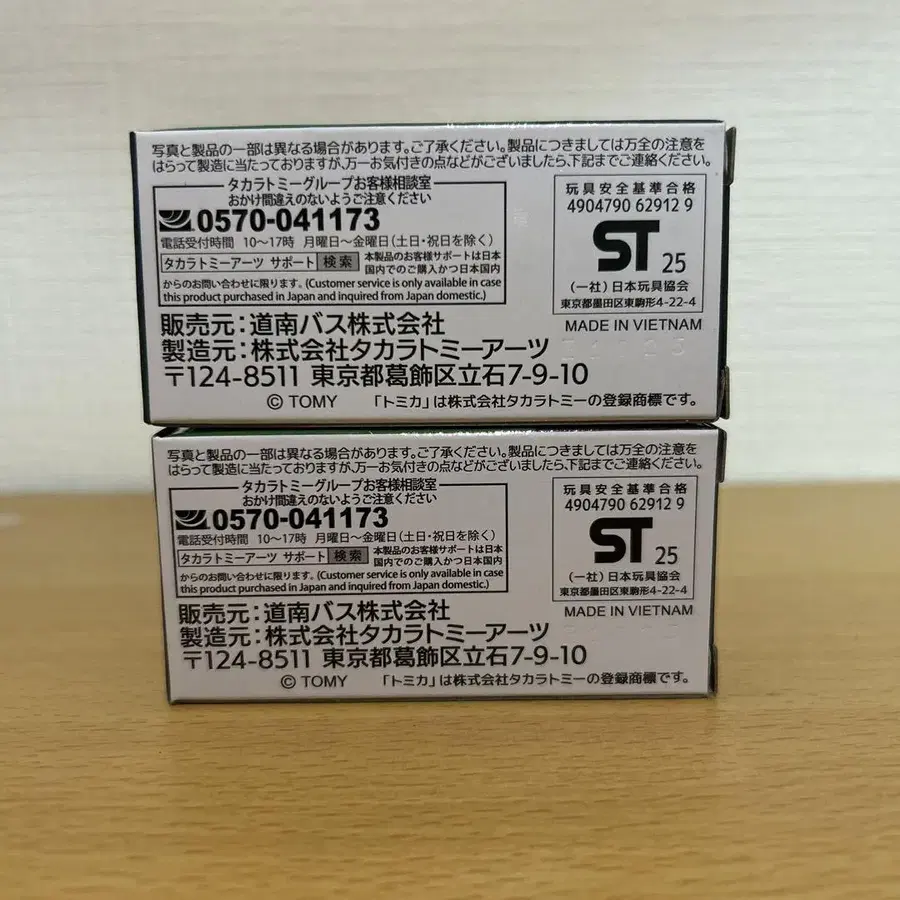 写真と製品の一部は異なる場合があります。ご了承ください。製品につきましては万全の注意を
はらって製造に当たっておりますが、万一お気付きの点などがございましたら、下記までご連絡ください。
タカラトミーグループお客様相談室
おかけ間違えのないようご注意ください
0570-041173
電話受付時間 10〜17時 月曜日〜金曜日(土日・祝日を除く)
タカラトミーアーツ サポート 検索 本製品のお客様サポートは日本
国内でのご購入かつ日本国内
からのお問い合わせに限ります。(Customer service is only available in case
this product purchased in Japan and inquired from Japan domestic.)
玩具安全基準合格
4904790 62912 9
ST 25
(一社)日本玩具協会
東京都墨田区東駒形4-22-4
MADE IN VIETNAM
販売元:道南バス株式会社
製造元:株式会社タカラトミーアーツ
〒124-8511 東京都葛飾区立石7-9-10
© TOMY 「トミカ」は株式会社タカラトミーの登録商標です。
写真と製品の一部は異なる場合があります。ご了承ください。製品につきましては万全の注意を
はらって製造に当たっておりますが、万一お気付きの点などがございましたら、下記までご連絡ください。
タカラトミーグループお客様相談室
おかけ間違えのないようご注意ください
0570-041173
電話受付時間 10〜17時 月曜日〜金曜日(土日・祝日を除く)
タカラトミーアーツ サポート 検索 本製品のお客様サポートは日本
国内でのご購入かつ日本国内
からのお問い合わせに限ります。(Customer service is only available in case
this product purchased in Japan and inquired from Japan domestic.)
玩具安全基準合格
4904790 62912 9
ST 25
(一社)日本玩具協会
東京都墨田区東駒形4-22-4
MADE IN VIETNAM
販売元:道南バス株式会社
製造元:株式会社タカラトミーアーツ
〒124-8511 東京都葛飾区立石7-9-10
© TOMY 「トミカ」は株式会社タカラトミーの登録商標です。